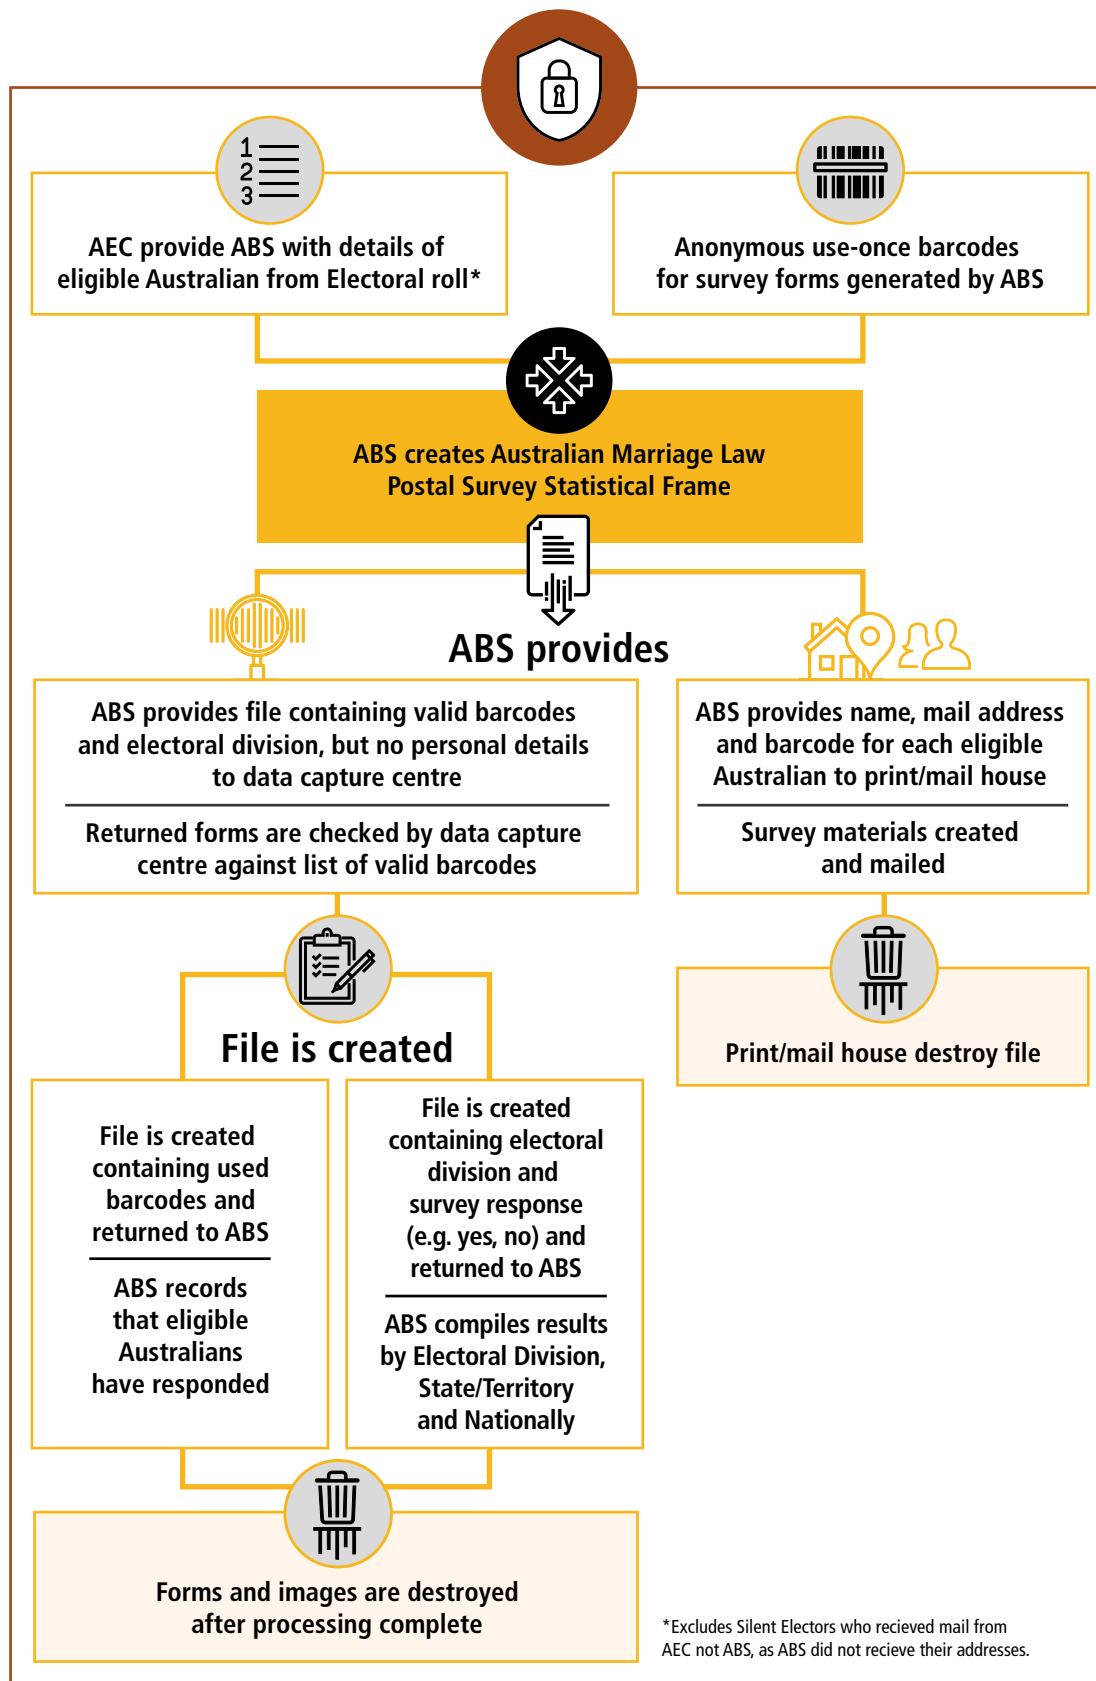 1
2
3
AEC provide ABS with details of
eligible Australian from Electoral roll*
Anonymous use-once barcodes
for survey forms generated by ABS
ABS creates Australian Marriage Law
Postal Survey Statistical Frame
ABS provides
ABS provides file containing valid barcodes
and electoral division, but no personal details
to data capture centre
Returned forms are checked by data capture
centre against list of valid barcodes
ABS provides name, mail address
and barcode for each eligible
Australian to print/mail house
Survey materials created
and mailed
Print/mail house destroy file
File is created
File is created
containing used
barcodes and
returned to ABS
ABS records
that eligible
Australians
have responded
File is created
containing electoral
division and
survey response
(e.g. yes, no) and
returned to ABS
ABS compiles results
by Electoral Division,
State/Territory
and Nationally
Forms and images are destroyed
after processing complete
*Excludes Silent Electors who recieved mail from
AEC not ABS, as ABS did not recieve their addresses.